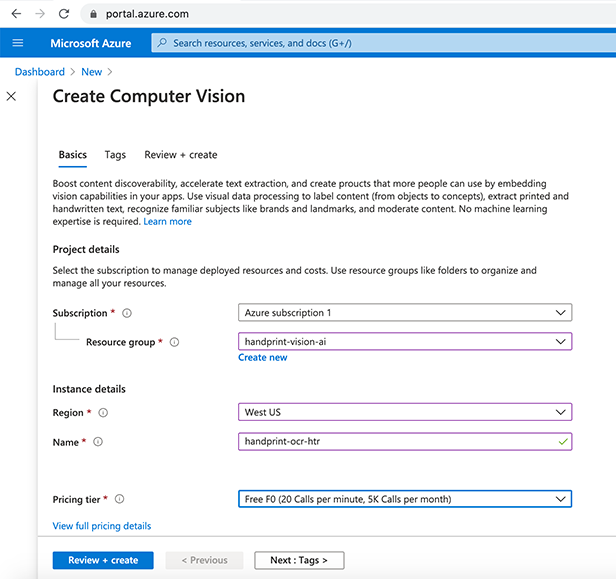 portal.azure.com
Microsoft Azure
Search resources, services, and docs (G+/)
Dashboard > New >
Create Computer Vision
Basics Tags Review + create
Boost content discoverability, accelerate text extraction, and create proucts that more people can use by embedding
vision capabilities in your apps. Use visual data processing to label content (from objects to concepts), extract printed and
handwritten text, recognize familiar subjects like brands and landmarks, and moderate content. No machine learning
expertise is required. Learn more
Project details
Select the subscription to manage deployed resources and costs. Use resource groups like folders to organize and
manage all your resources.
Subscription * Azure subscription 1
Resource group * handprint-vision-ai
Create new
Instance details
Region * West US
Name * handprint-ocr-htr
Pricing tier * Free F0 (20 Calls per minute, 5K Calls per month)
View full pricing details
Review + create < Previous Next : Tags >